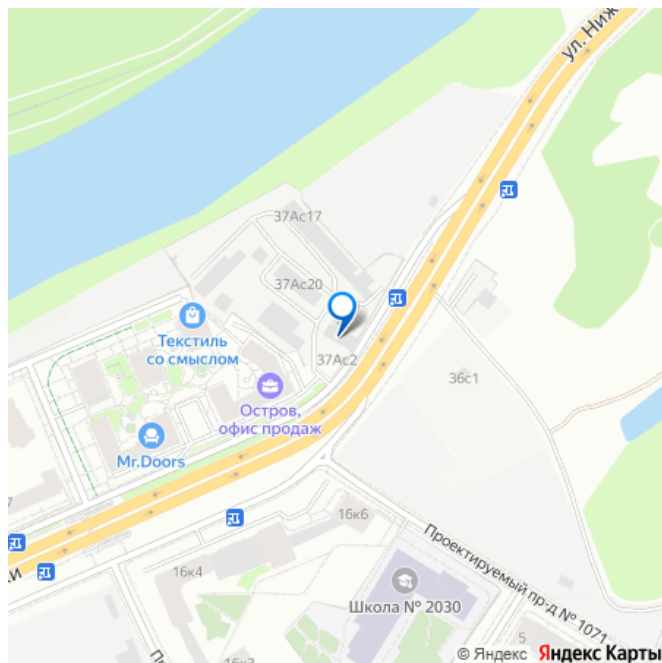 ул. Ниж
37Ас17
37Ас20
Текстиль
со смыслом
37Ас2
36с1
Остров,
офис продаж
Mr.Doors
16к6
Проектируемый пр-д № 1071
16к4
Школа № 2030
5
16к3
© Яндекс Яндекс Карты